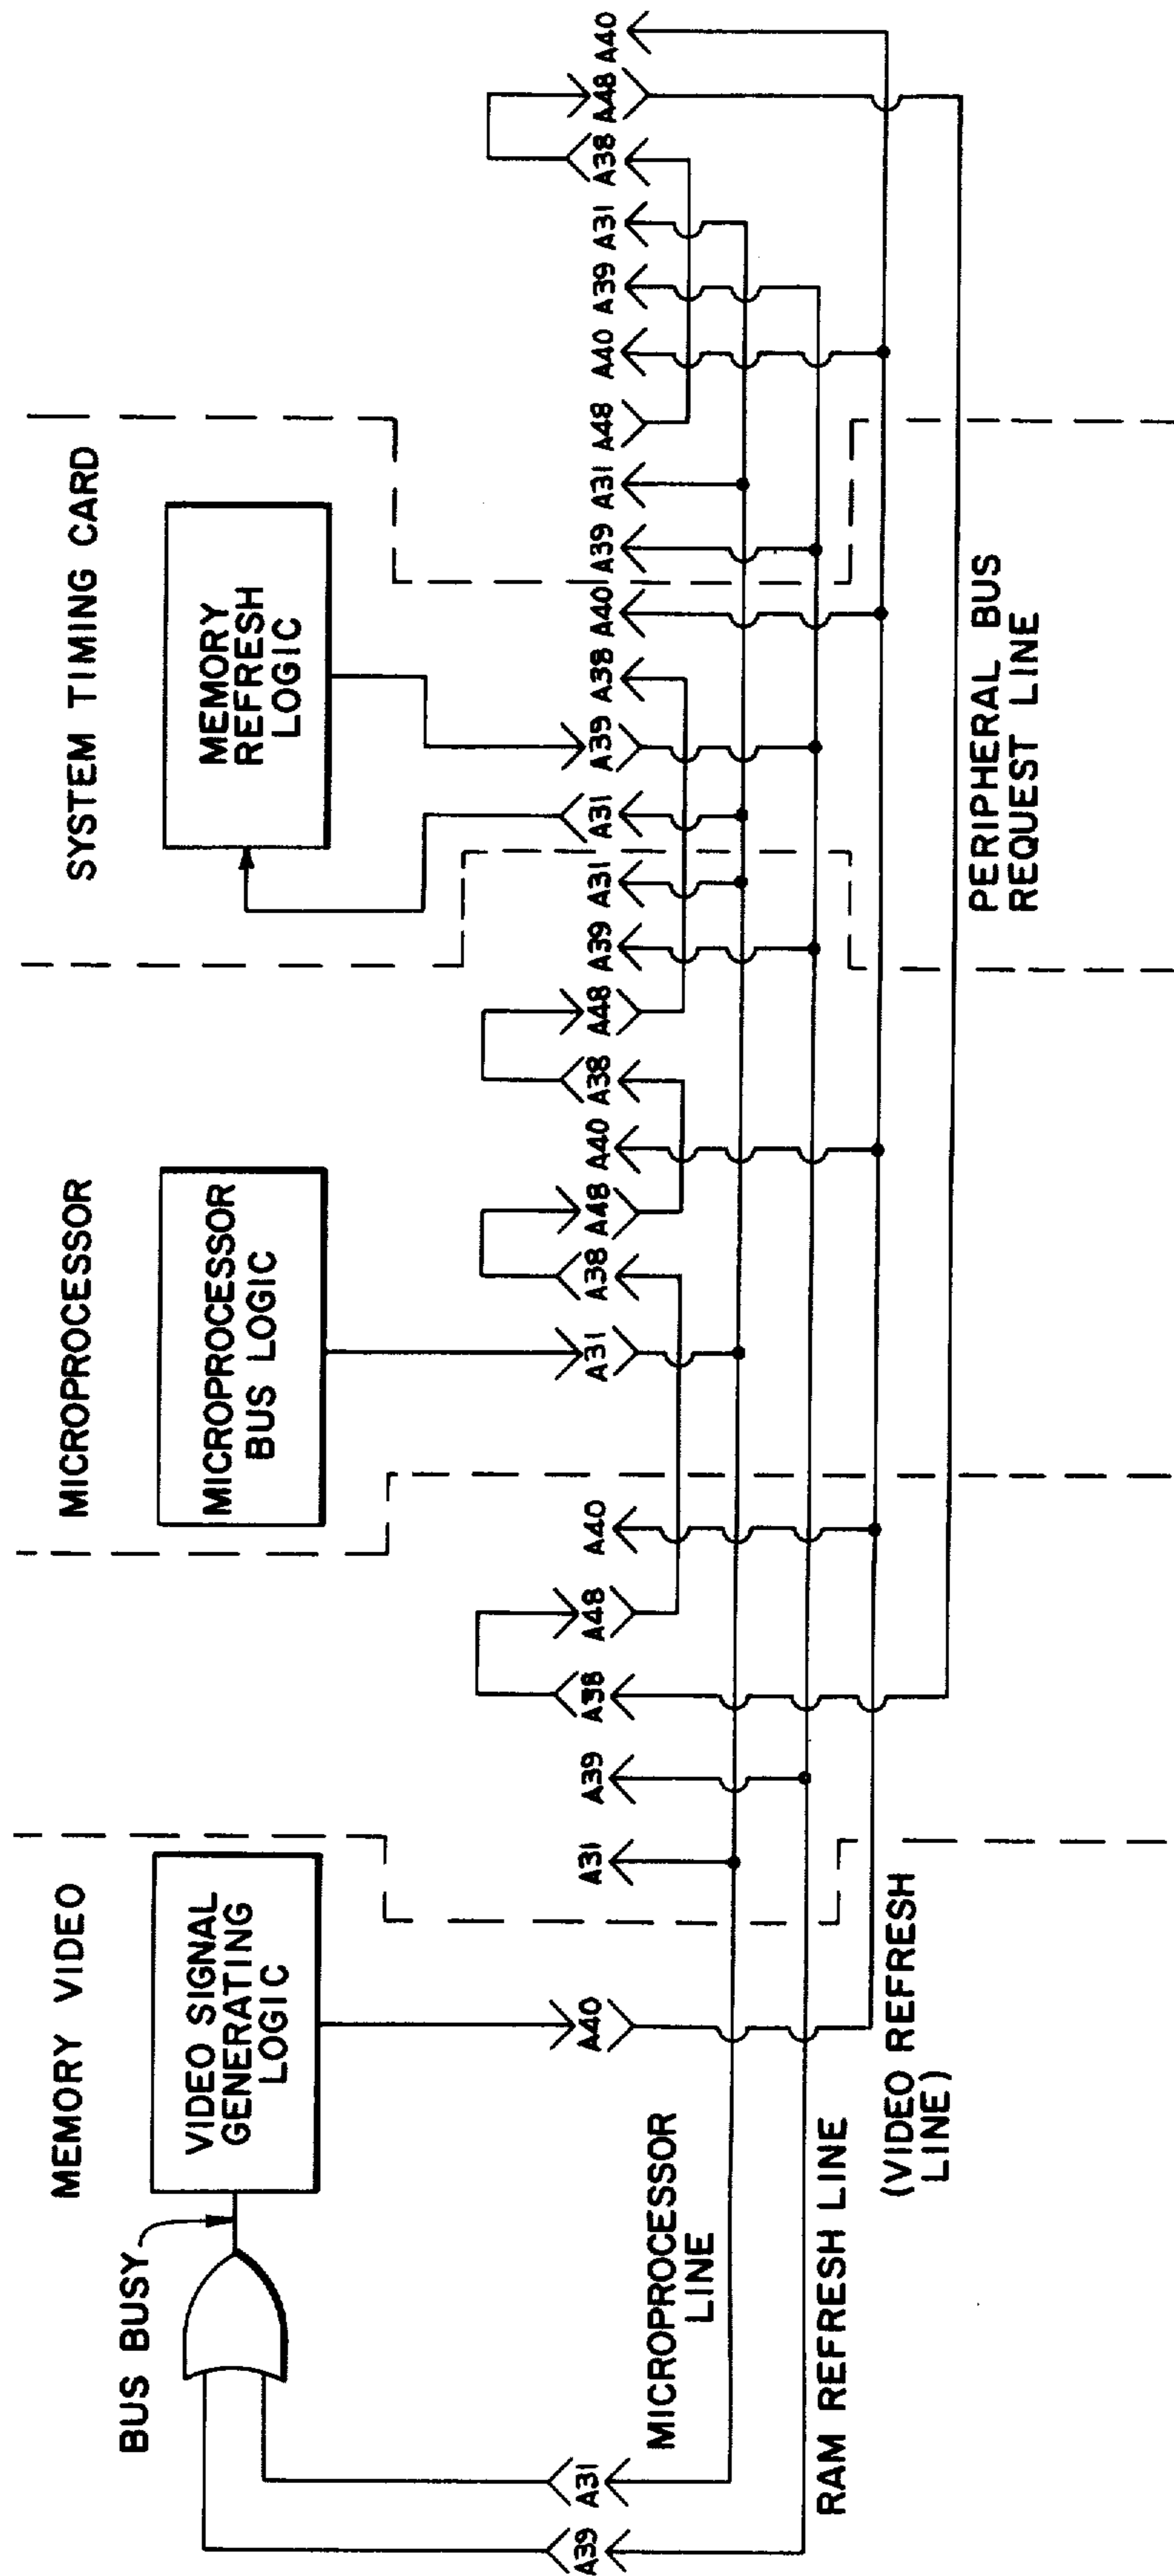 MEMORY VIDEO
BUS BUSY
VIDEO SIGNAL
GENERATING
LOGIC
MICROPROCESSOR
MICROPROCESSOR
BUS LOGIC
SYSTEM TIMING CARD
MEMORY
REFRESH
LOGIC
A39 A31 A40 A31 A39 A38 A48 A40 A31 A38 A48 A40 A38 A48 A39 A31 A31 A39 A38 A40 A39 A31 A48 A40 A39 A31 A38 A48 A40
MICROPROCESSOR
LINE
RAM REFRESH LINE
(VIDEO REFRESH
LINE)
PERIPHERAL BUS
REQUEST LINE